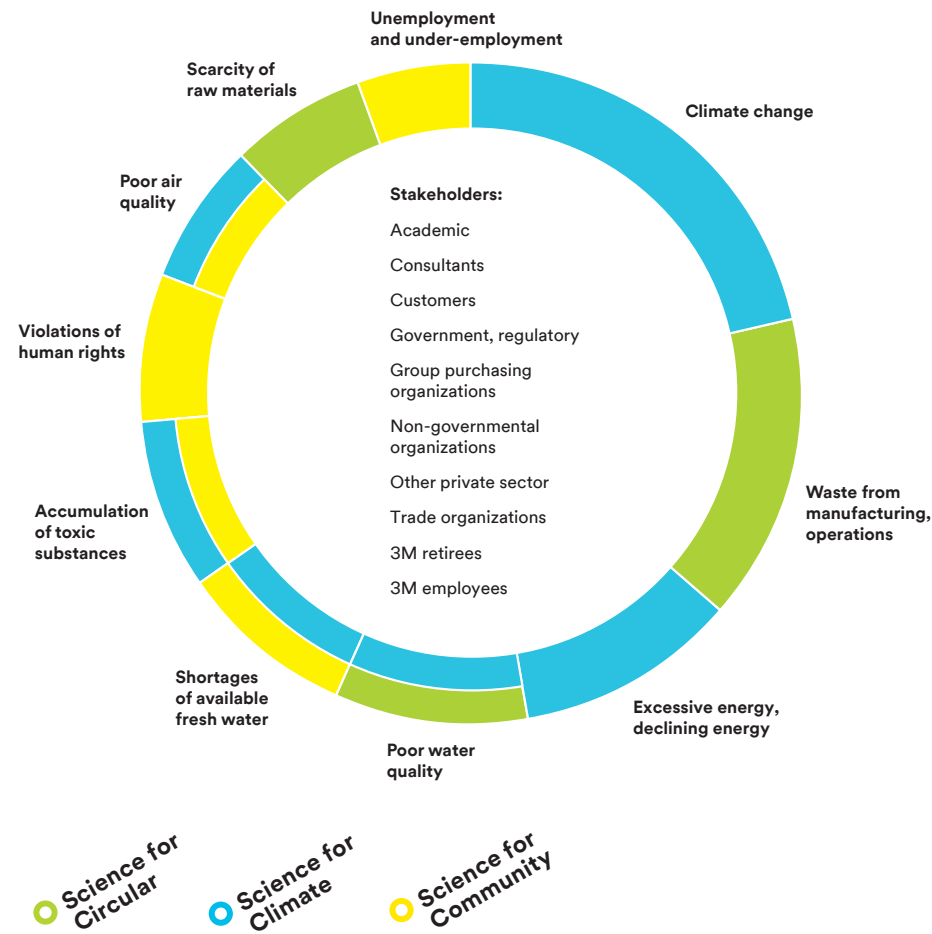 Unemployment
and under-employment
Scarcity of
raw materials
Climate change
Poor air
quality
Stakeholders:
Academic
Consultants
Customers
Government, regulatory
Group purchasing
organizations
Non-governmental
organizations
Other private sector
Trade organizations
3M retirees
3M employees
Violations of
human rights
Waste from
manufacturing,
operations
Accumulation
of toxic
substances
Shortages
of available
fresh water
Excessive energy,
declining energy
Poor water
quality
Science for
Circular
Science for
Climate
Science for
Community